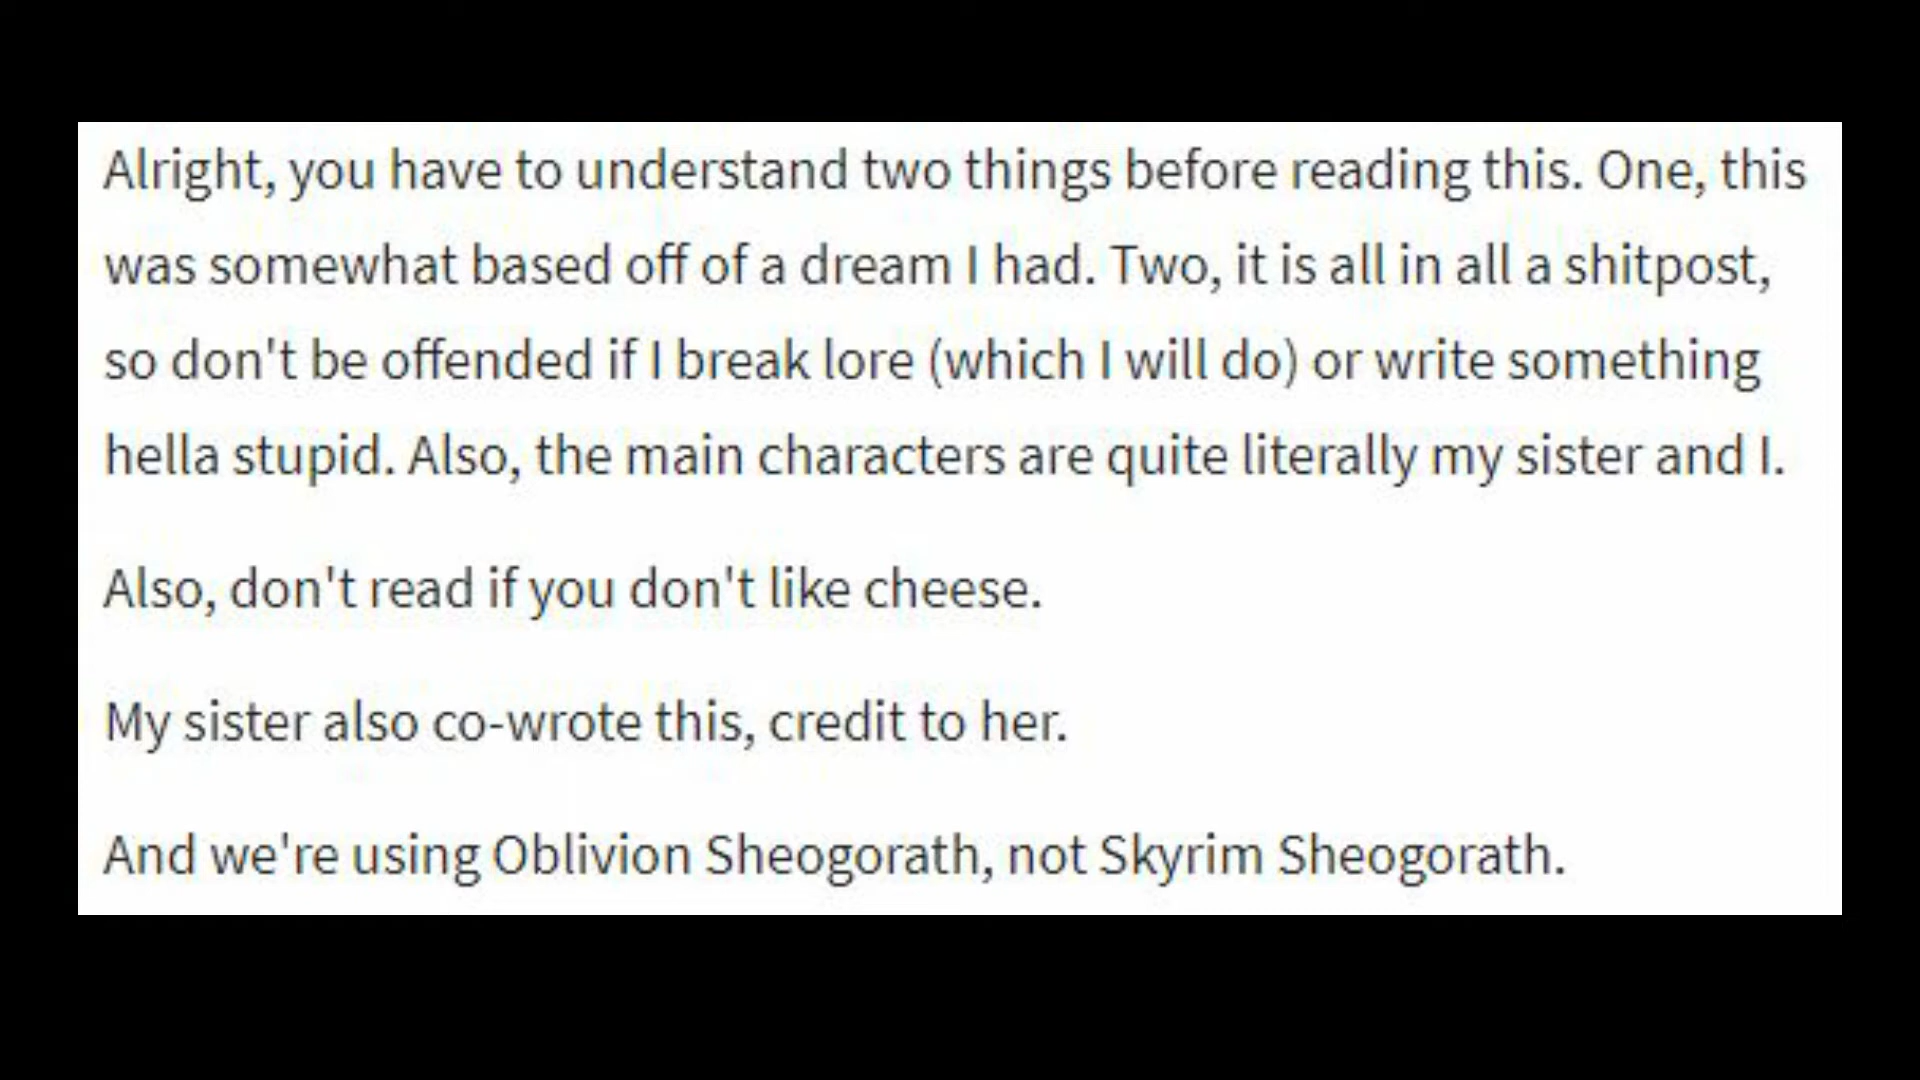 Alright, you have to understand two things before reading this. One, this
was somewhat based off of a dream I had. Two, it is all in all a shitpost,
so don't be offended if I break lore (which I will do) or write something
hella stupid. Also, the main characters are quite literally my sister and I.
Also, don't read if you don't like cheese.
My sister also co-wrote this, credit to her.
And we're using Oblivion Sheogorath, not Skyrim Sheogorath.